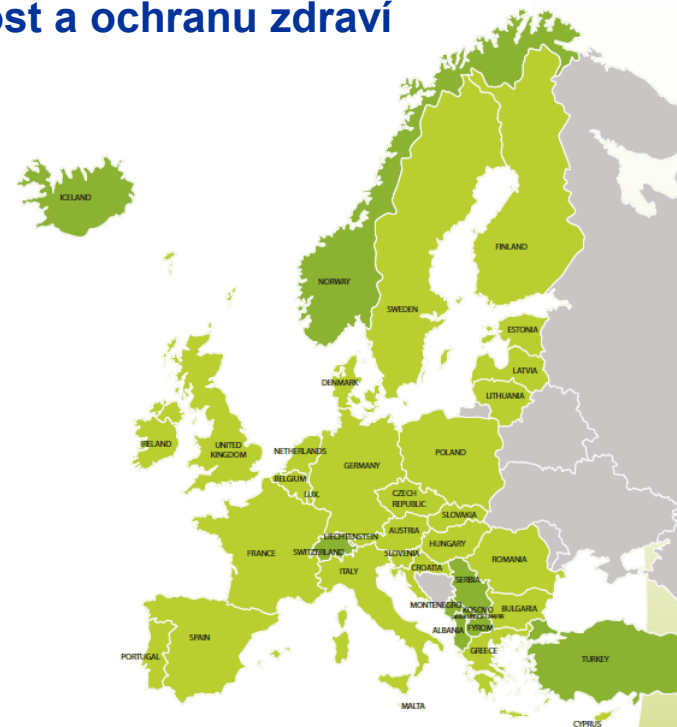 ost a ochranu zdraví
ICELAND
FINLAND
NORWAY
SWEDEN
ESTONIA
LATVIA
DENMARK
LITHUANIA
IRELAND
UNITED
KINGDOM
NETHERLANDS
POLAND
GERMANY
BELGIUM
LUX.
CZECH
REPUBLIC
SLOVAKIA
AUSTRIA
LIECHTENSTEIN
HUNGARY
FRANCE
SWITZERLAND
SLOVENIA
ROMANIA
CROATIA
ITALY
SERBIA
MONTENEGRO
KOSOVO
BULGARIA
ALBANIA
FYROM
SPAIN
PORTUGAL
GREECE
TURKEY
MALTA
CYPRUS